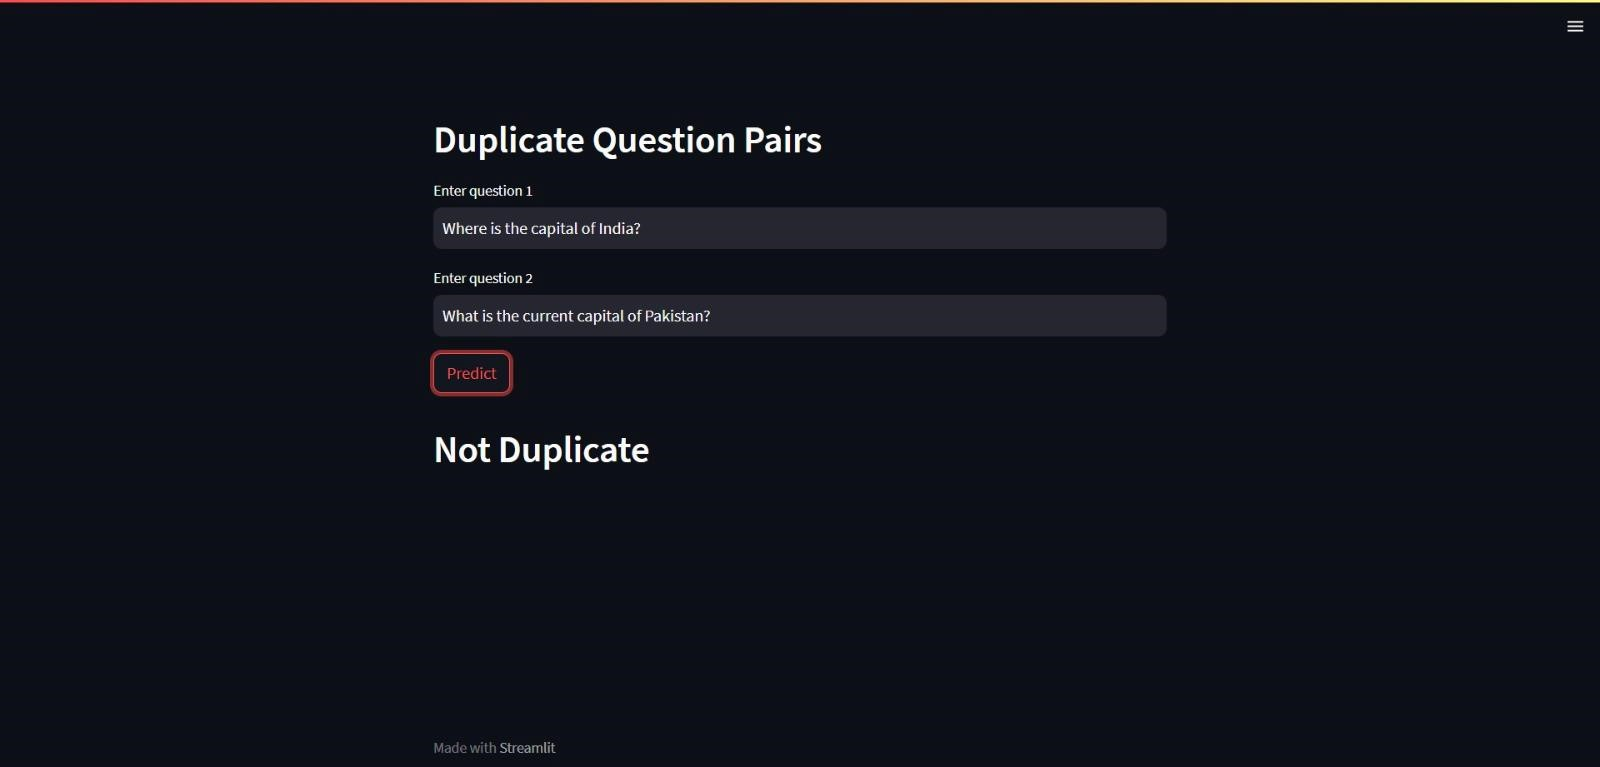 Duplicate Question Pairs
Enter question 1
Where is the capital of India?
Enter question 2
What is the current capital of Pakistan?
Predict
Not Duplicate
Made with Streamlit